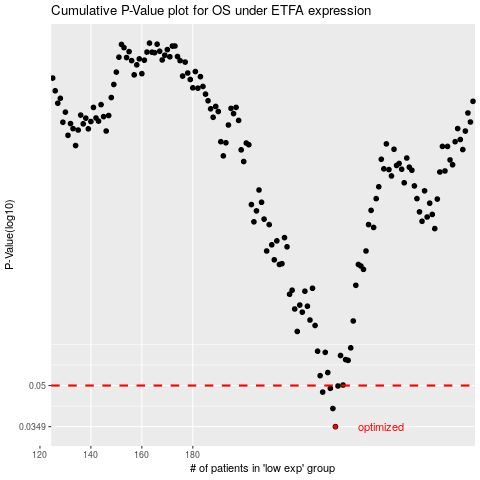 Cumulative P-Value plot for OS under ETFA expression
P-Value(log10)
0.05
0.0349
optimized
120 140 160 180
# of patients in 'low exp' group